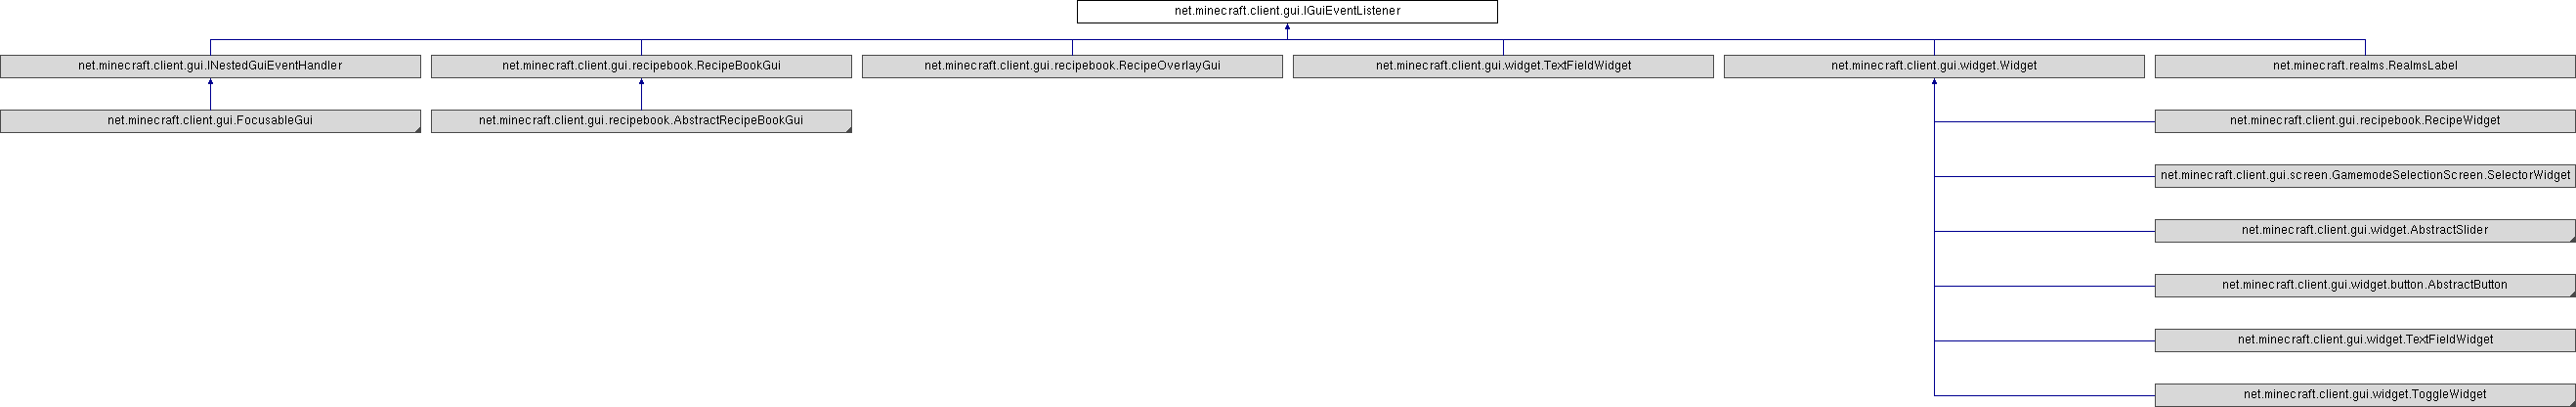 net.minecraft.client.gui.IGuiEventListener
net.minecraft.client.gui.INestedGuiEventHandler
net.minecraft.client.gui.recipebook.RecipeBookGui
net.minecraft.client.gui.recipebook.RecipeOverlayGui
net.minecraft.client.gui.widget.TextFieldWidget
net.minecraft.client.gui.widget.Widget
net.minecraft.realms.RealmsLabel
net.minecraft.client.gui.FocusableGui
net.minecraft.client.gui.recipebook.AbstractRecipeBookGui
net.minecraft.client.gui.recipebook.RecipeWidget
net.minecraft.client.gui.screen.GamemodeSelectionScreen.SelectorWidget
net.minecraft.client.gui.widget.AbstractSlider
net.minecraft.client.gui.widget.button.AbstractButton
net.minecraft.client.gui.widget.TextFieldWidget
net.minecraft.client.gui.widget.ToggleWidget